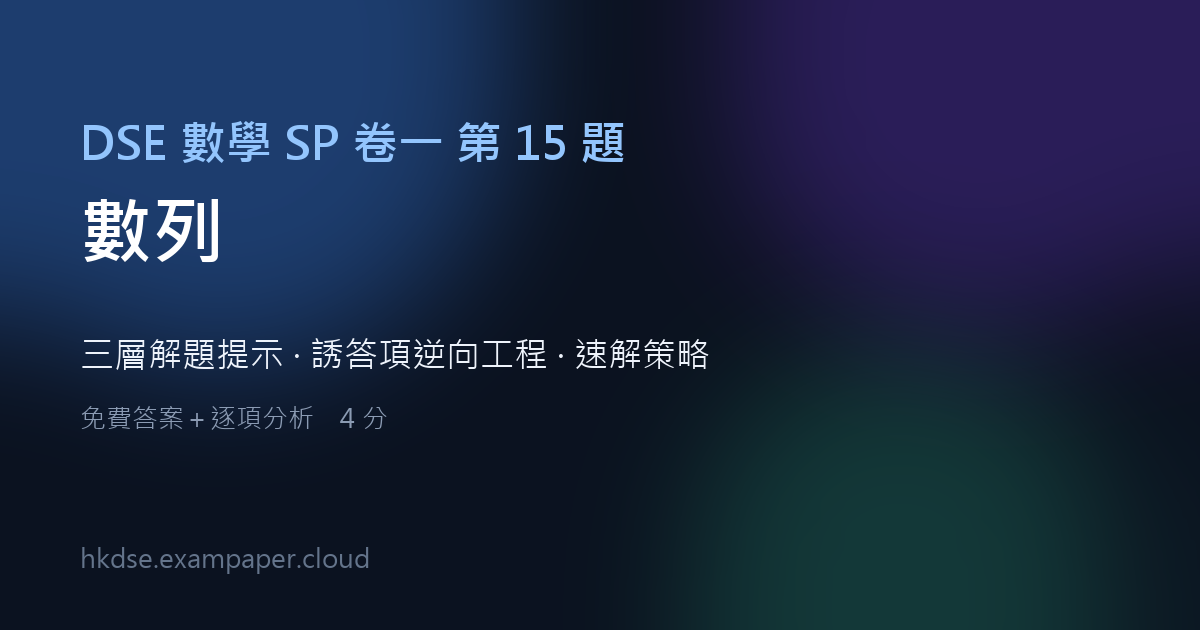 DSE 數學 SP 卷一 第 15 題
數列
三層解題提示 · 誘答項逆向工程 · 速解策略
免費答案 + 逐項分析 4 分
hkdse.exampaper.cloud